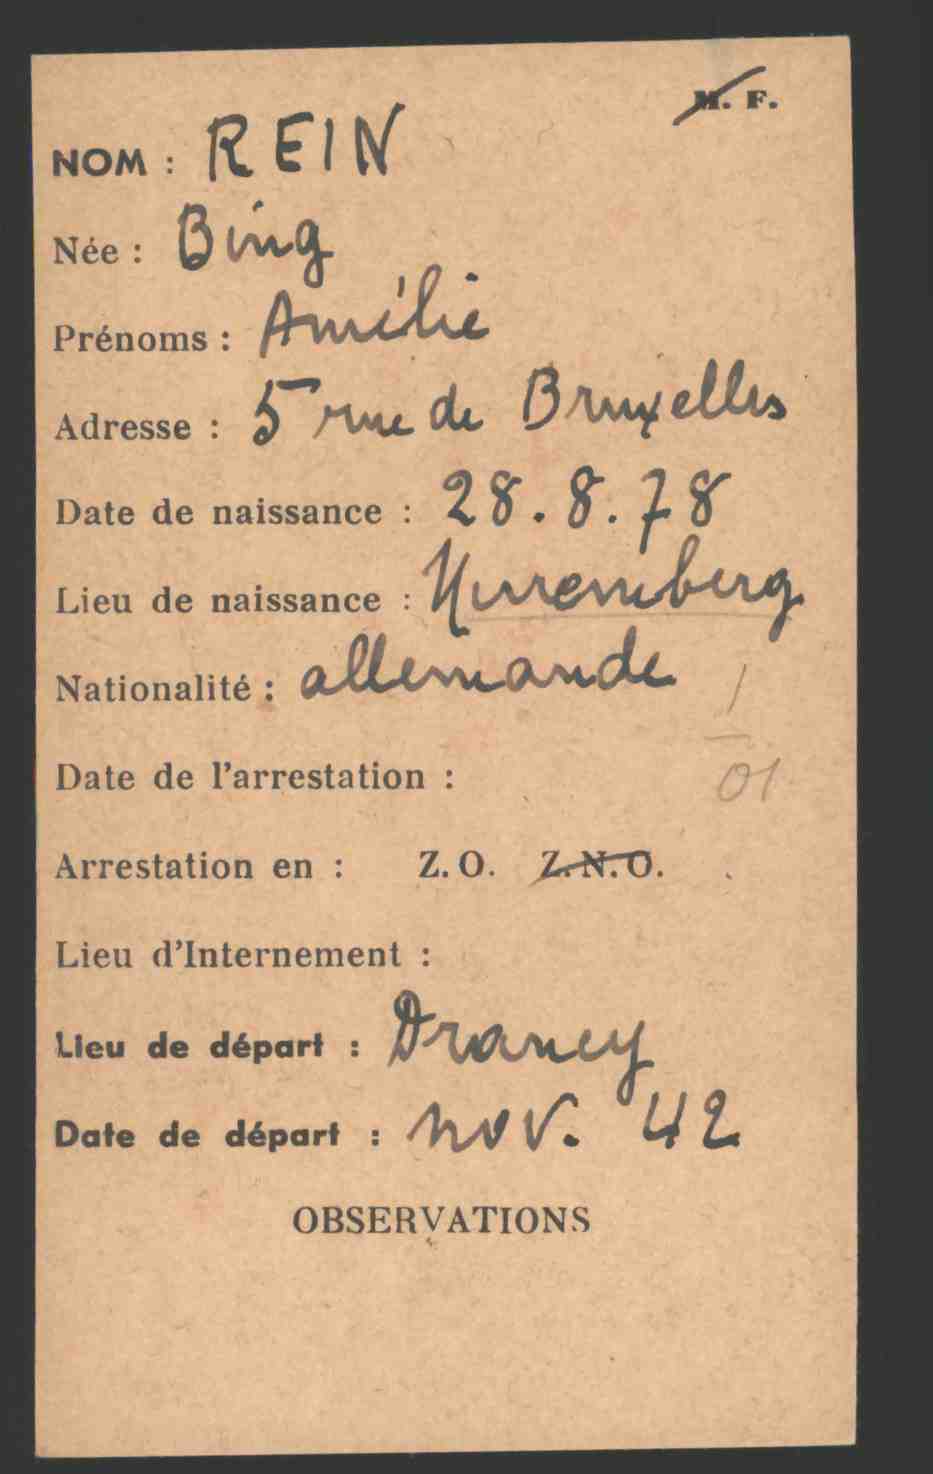 M. F.
NOM : REIN
Née : Bing
Prénoms : Amélie
Adresse : 5 rue de Bruxelles
Date de naissance : 28.8.78
Lieu de naissance : Nuremberg
Nationalité : allemande /
Date de l'arrestation : 01
Arrestation en : Z.O. Z.N.O.
Lieu d'Internement :
Lieu de départ : Drancy
Date de départ : nov. 42
OBSERVATIONS